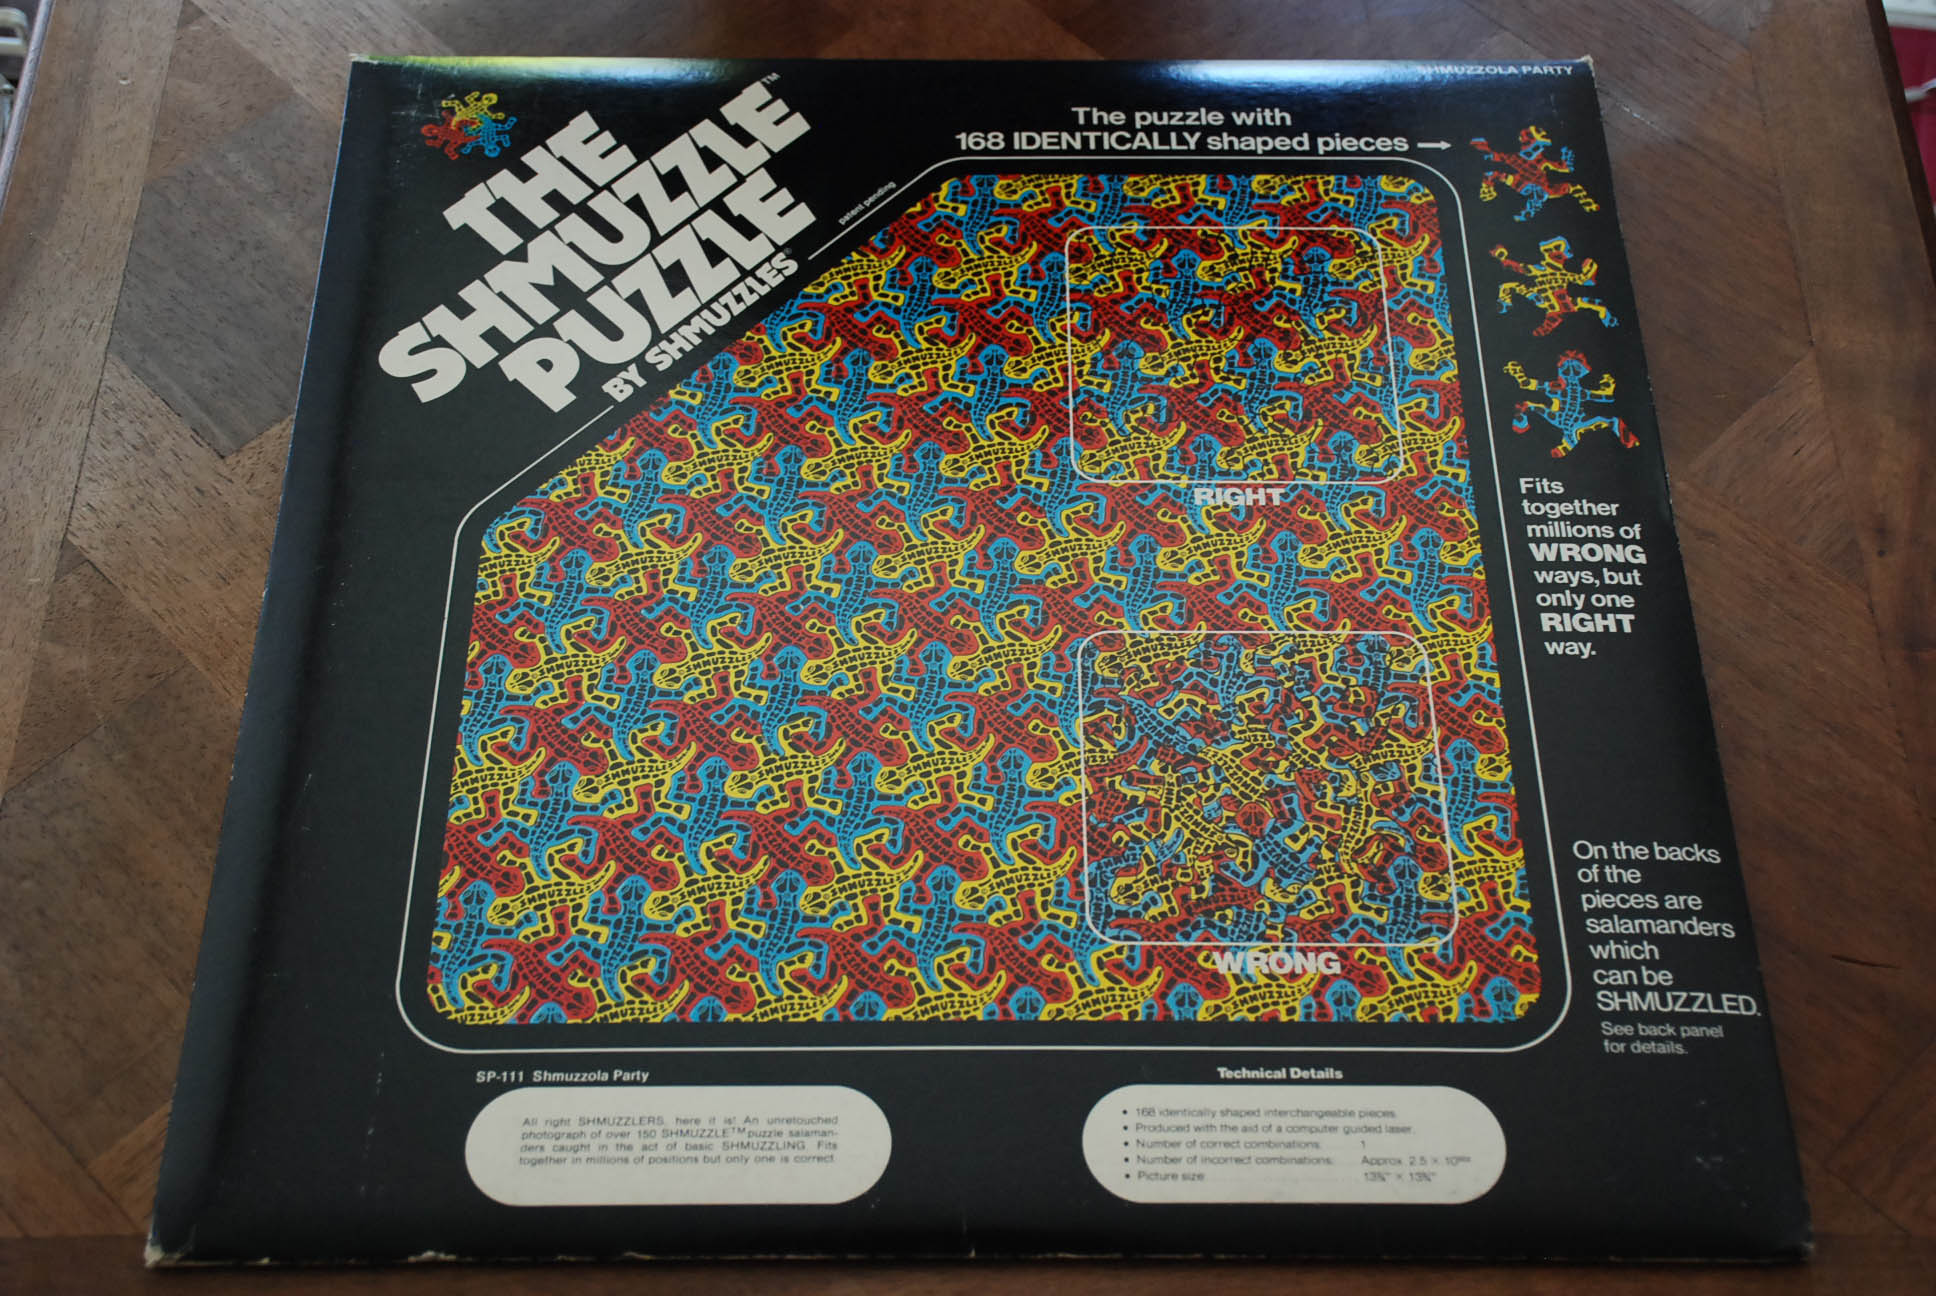 THE
SHMUZZLE™
PUZZLE
BY SHMUZZLES®
patent pending
SHMUZZOLA PARTY
The puzzle with
168 IDENTICALLY shaped pieces
RIGHT
WRONG
Fits
together
millions of
WRONG
ways, but
only one
RIGHT
way.
On the backs
of the
pieces are
salamanders
which
can be
SHMUZZLED.
See back panel
for details.
SP-111 Shmuzzola Party
All right SHMUZZLERS, here it is! An unretouched
photograph of over 150 SHMUZZLE™ puzzle salaman-
ders caught in the act of basic SHMUZZLING. Fits
together in millions of positions but only one is correct.
Technical Details
• 168 identically shaped interchangeable pieces.
• Produced with the aid of a computer guided laser.
• Number of correct combinations: 1
• Number of incorrect combinations: Approx. 2.5 ×
• Picture size